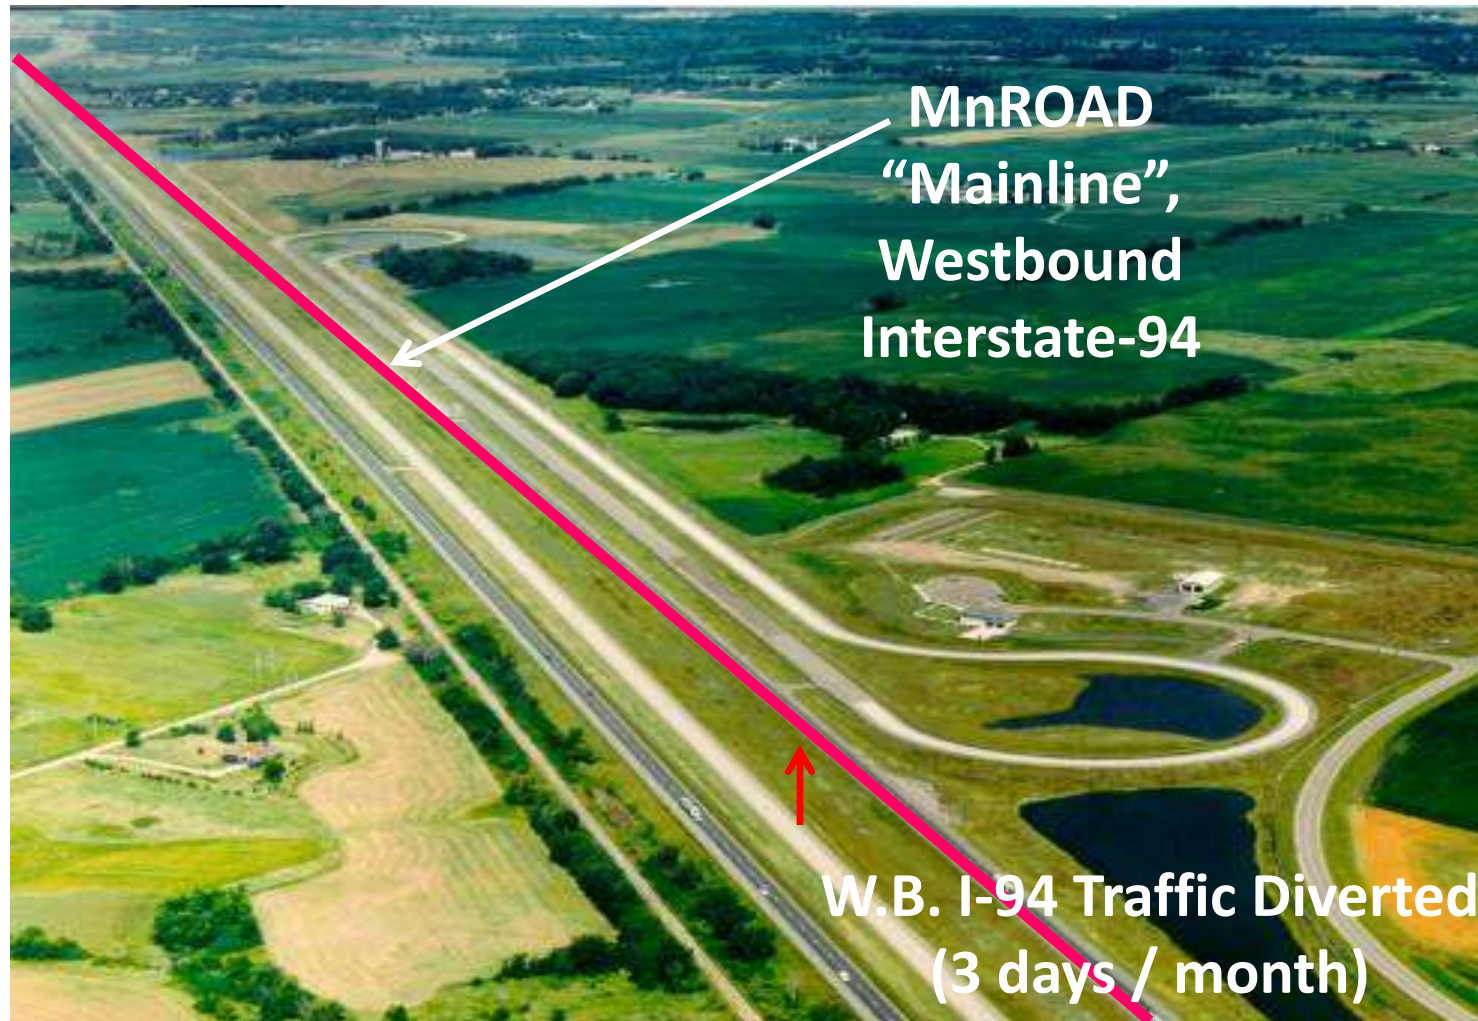 MnROAD
“Mainline”,
Westbound
Interstate-94
W.B. I-94 Traffic Diverted
(3 days / month)